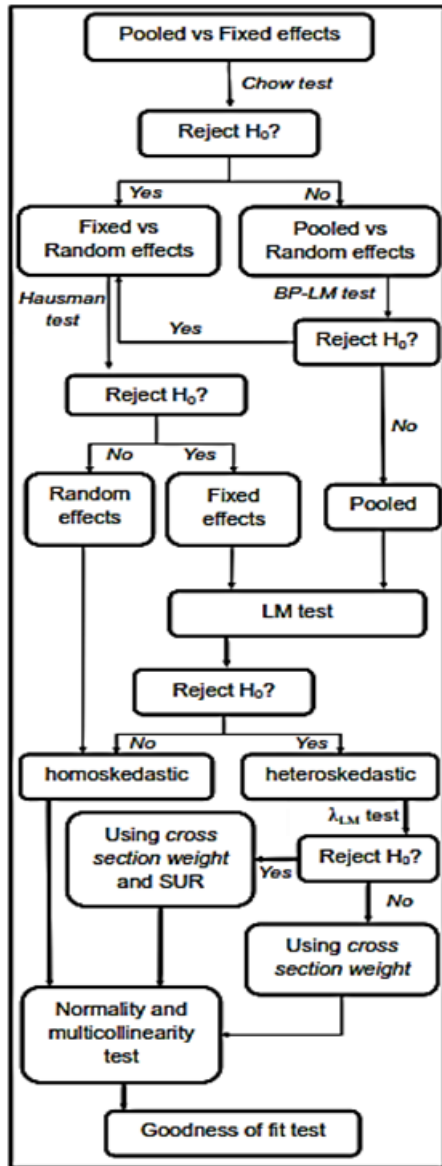 Pooled vs Fixed effects
Chow test
Reject H₀?
Yes
No
Fixed vs
Random effects
Pooled vs
Random effects
Hausman
test
BP-LM test
Yes
Reject H₀?
Reject H₀?
No
No
Yes
Random
effects
Fixed
effects
Pooled
LM test
Reject H₀?
No
Yes
homoskedastic
heteroskedastic
λLM test
Using cross
section weight
and SUR
Yes
Reject H₀?
No
Using cross
section weight
Normality and
multicollinearity
test
Goodness of fit test